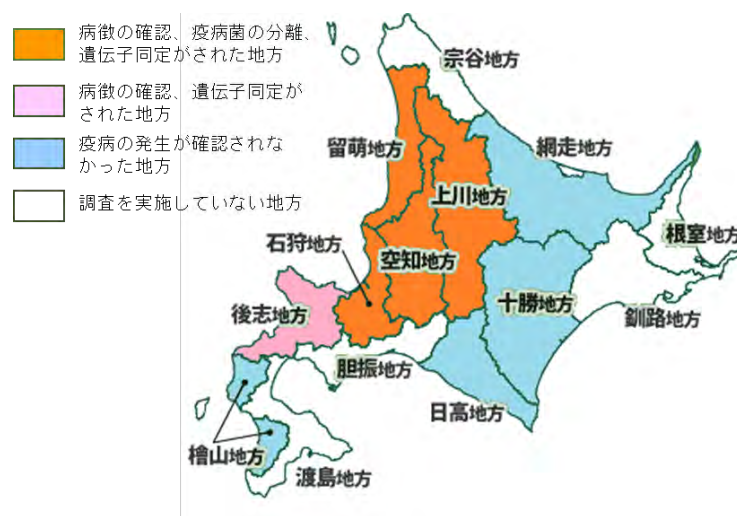 病徴の確認、疫病菌の分離、
遺伝子同定がされた地方
病徴の確認、遺伝子同定が
された地方
疫病の発生が確認されな
かった地方
調査を実施していない地方
宗谷地方
留萌地方
網走地方
上川地方
根室地方
石狩地方
空知地方
後志地方
十勝地方
釧路地方
胆振地方
日高地方
檜山地方
渡島地方